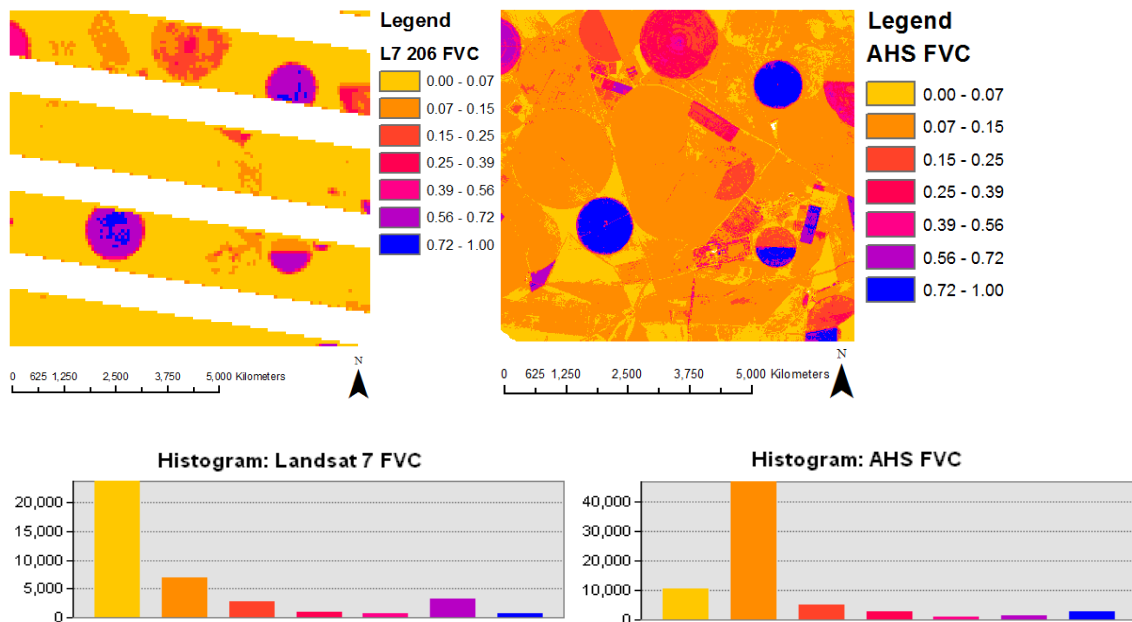 Legend
L7 206 FVC
0.00 - 0.07
0.07 - 0.15
0.15 - 0.25
0.25 - 0.39
0.39 - 0.56
0.56 - 0.72
0.72 - 1.00
N
0 625 1,250 2,500 3,750 5,000 Kilometers
Legend
AHS FVC
0.00 - 0.07
0.07 - 0.15
0.15 - 0.25
0.25 - 0.39
0.39 - 0.56
0.56 - 0.72
0.72 - 1.00
N
0 625 1,250 2,500 3,750 5,000 Kilometers
Histogram: Landsat 7 FVC
20,000
15,000
10,000
5,000
0
Histogram: AHS FVC
40,000
30,000
20,000
10,000
0